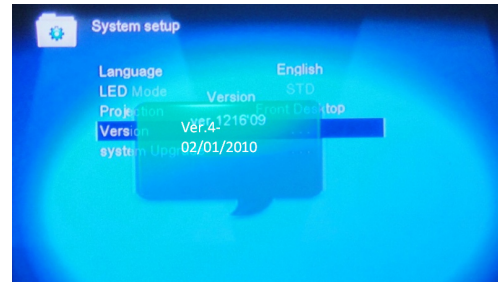 System setup
Language English
LED Mode STD
Version
Projection Front Desktop
ver.1216'09
Version
Ver.4-
02/01/2010
system Upgr